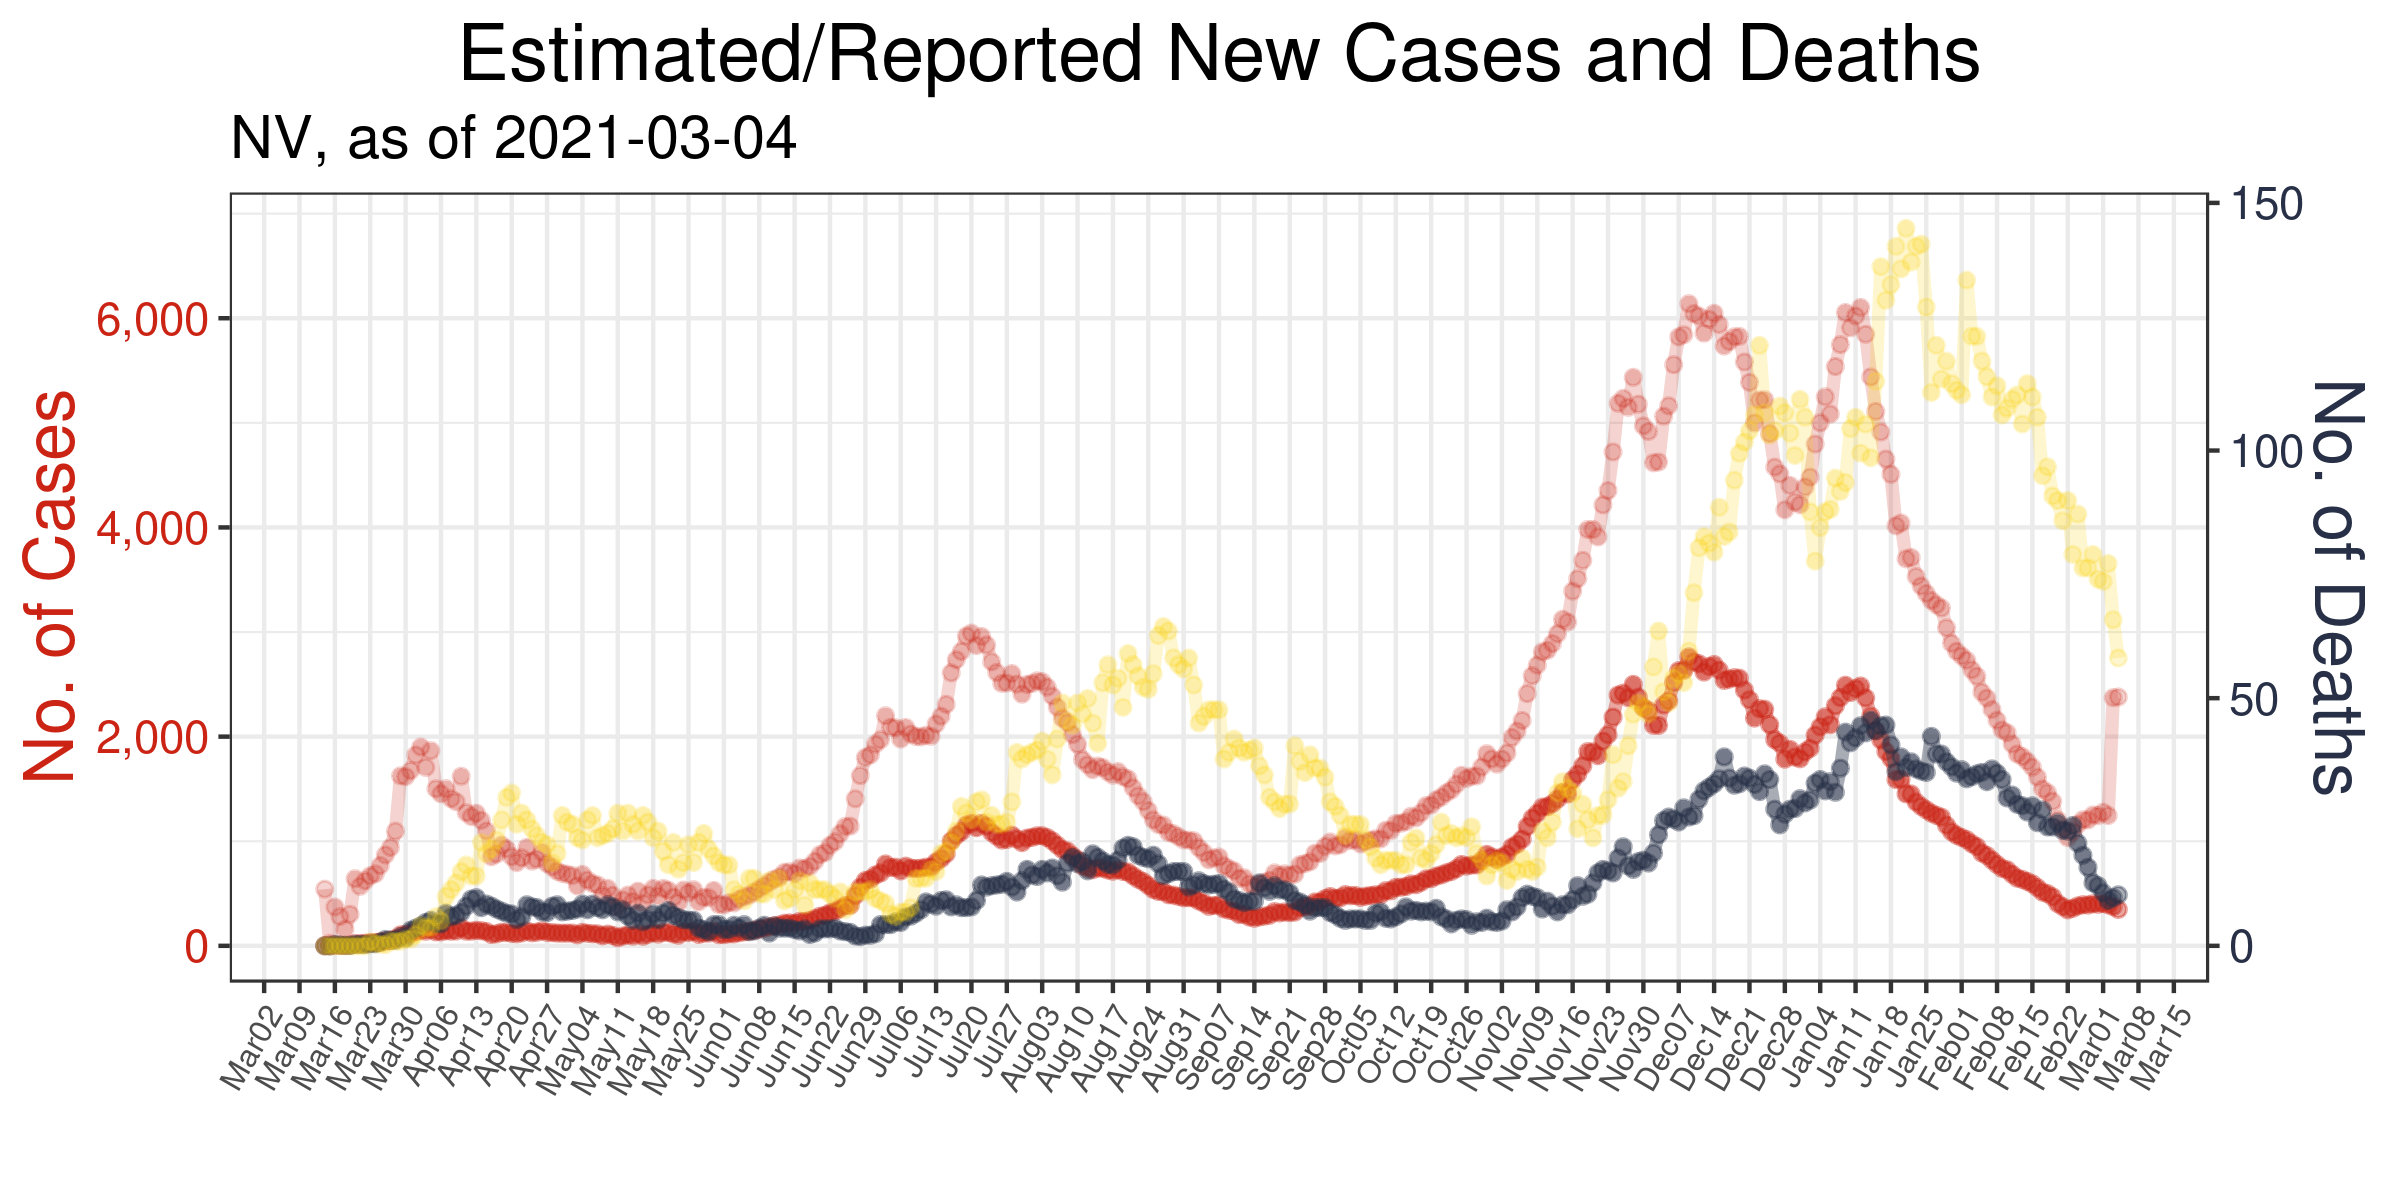 Estimated/Reported New Cases and Deaths
NV, as of 2021-03-04
No. of Cases
6,000
4,000
2,000
0
150
100
50
0
No. of Deaths
Mar02
Mar09
Mar16
Mar23
Mar30
Apr06
Apr13
Apr20
Apr27
May04
May11
May18
May25
Jun01
Jun08
Jun15
Jun22
Jun29
Jul06
Jul13
Jul20
Jul27
Aug03
Aug10
Aug17
Aug24
Aug31
Sep07
Sep14
Sep21
Sep28
Oct05
Oct12
Oct19
Oct26
Nov02
Nov09
Nov16
Nov23
Nov30
Dec07
Dec14
Dec21
Dec28
Dec04
Jan11
Jan18
Jan25
Feb01
Feb08
Feb15
Feb22
Mar01
Mar08
Mar15